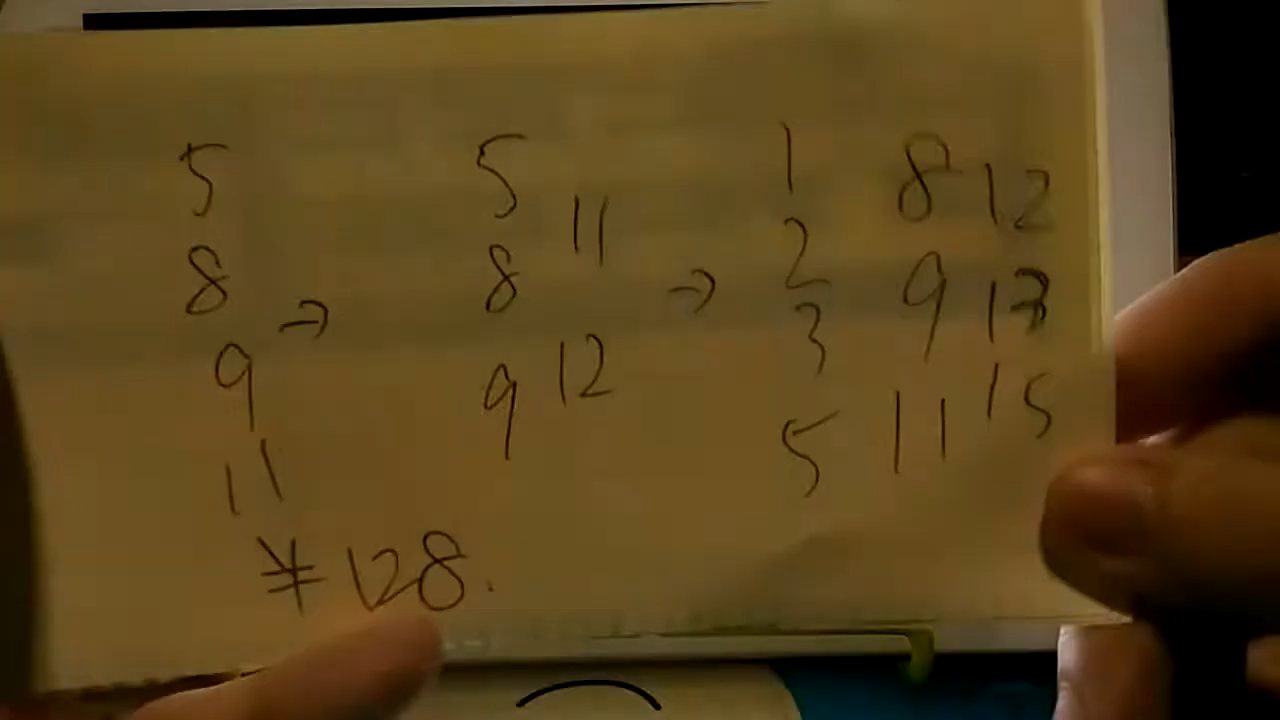 5 5 1 8 12
8 → 8 11 → 2 9 13
9 9 12 3 11 15
11 5
¥128.